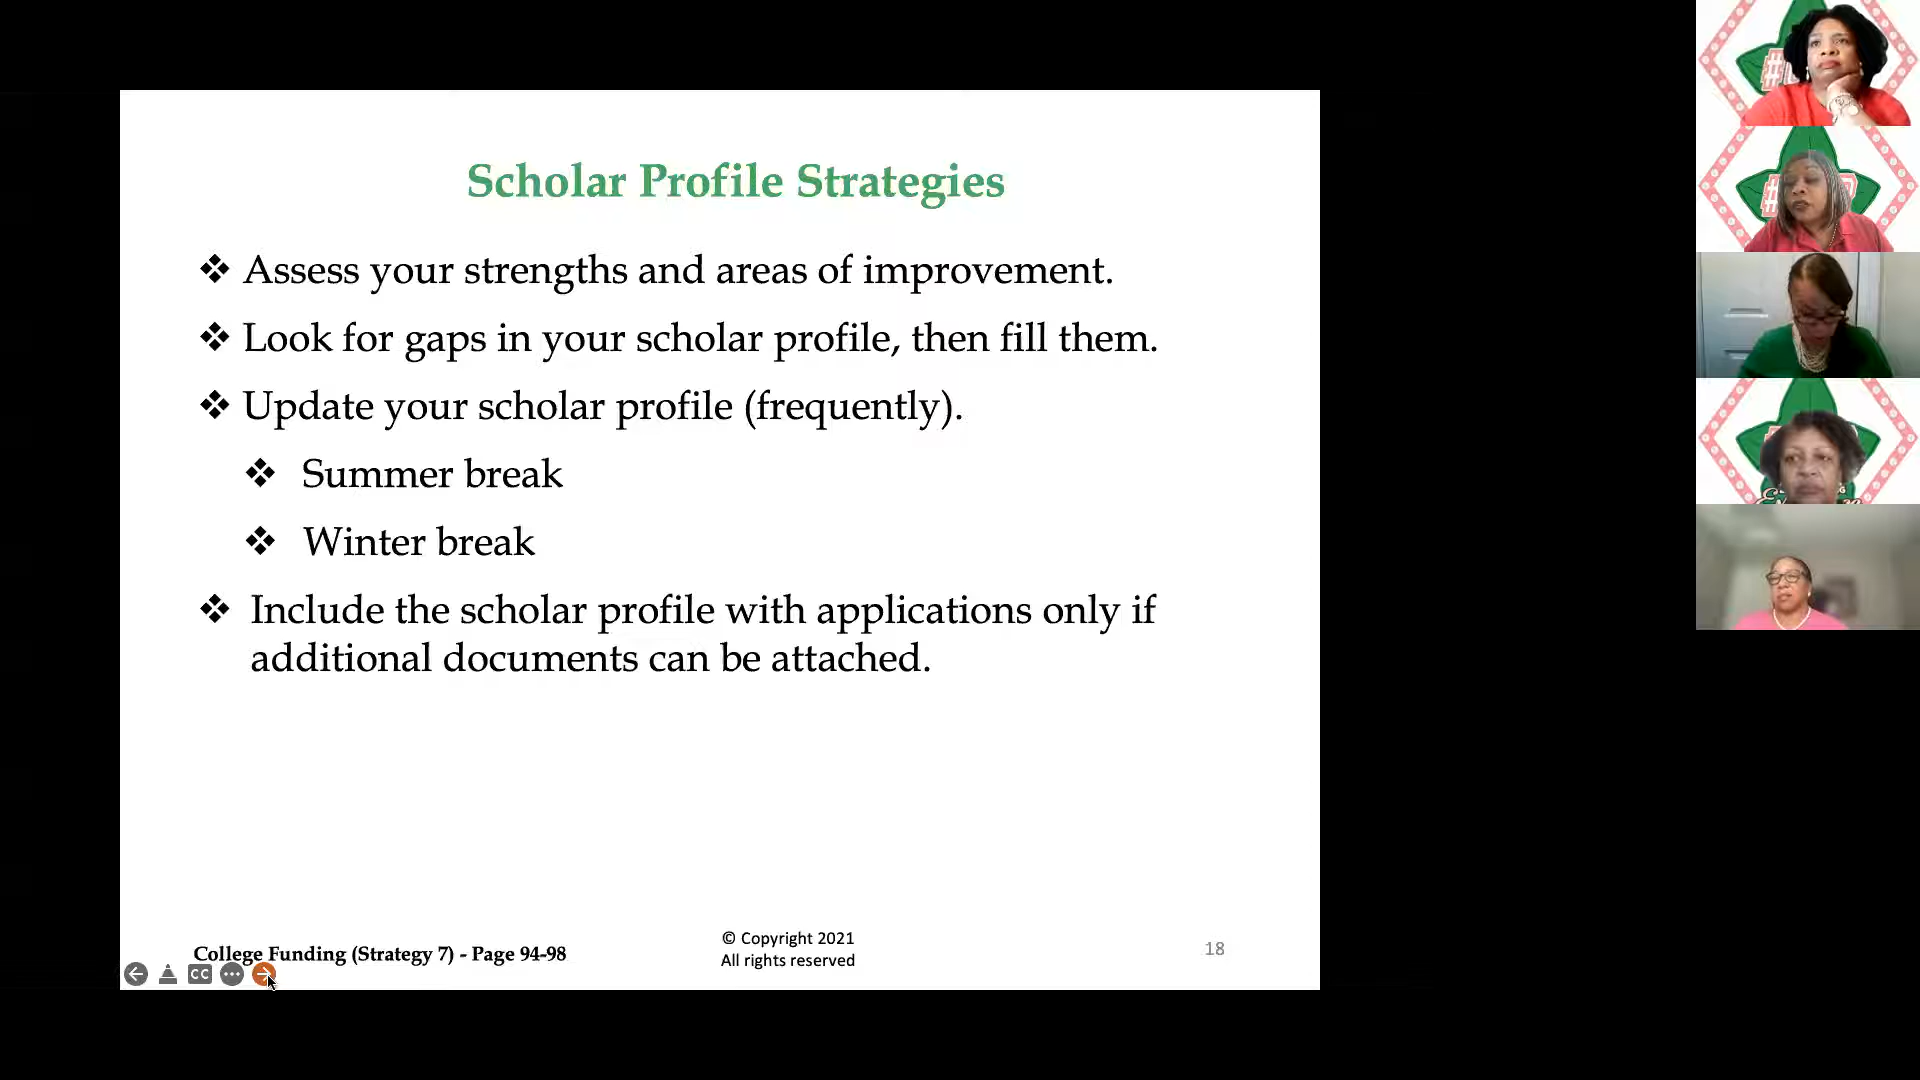 Scholar Profile Strategies
❖ Assess your strengths and areas of improvement.
❖ Look for gaps in your scholar profile, then fill them.
❖ Update your scholar profile (frequently).
❖ Summer break
❖ Winter break
❖ Include the scholar profile with applications only if
additional documents can be attached.
College Funding (Strategy 7) - Page 94-98
© Copyright 2021
All rights reserved
18
CC